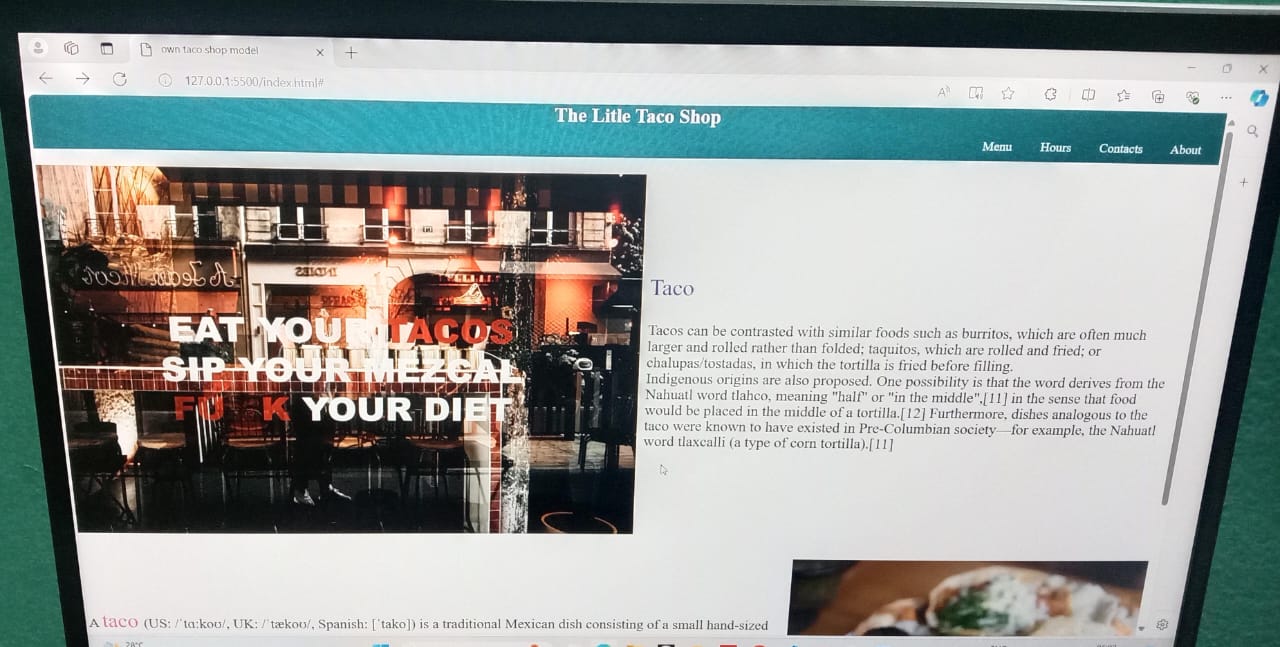 own taco shop model
127.0.0.1:5500/index.html#
The Litle Taco Shop
Menu Hours Contacts About
EAT YOUR TACOS
SIP YOUR MEZCAL
FU K YOUR DIET
Taco
Tacos can be contrasted with similar foods such as burritos, which are often much
larger and rolled rather than folded; taquitos, which are rolled and fried; or
chalupas/tostadas, in which the tortilla is fried before filling.
Indigenous origins are also proposed. One possibility is that the word derives from the
Nahuatl word tlahco, meaning "half" or "in the middle",[11] in the sense that food
would be placed in the middle of a tortilla.[12] Furthermore, dishes analogous to the
taco were known to have existed in Pre-Columbian society—for example, the Nahuatl
word tlaxcalli (a type of corn tortilla).[11]
A taco (US: /ˈtɑːkoʊ/, UK: /ˈtækoʊ/, Spanish: [ˈtako]) is a traditional Mexican dish consisting of a small hand-sized
28°C